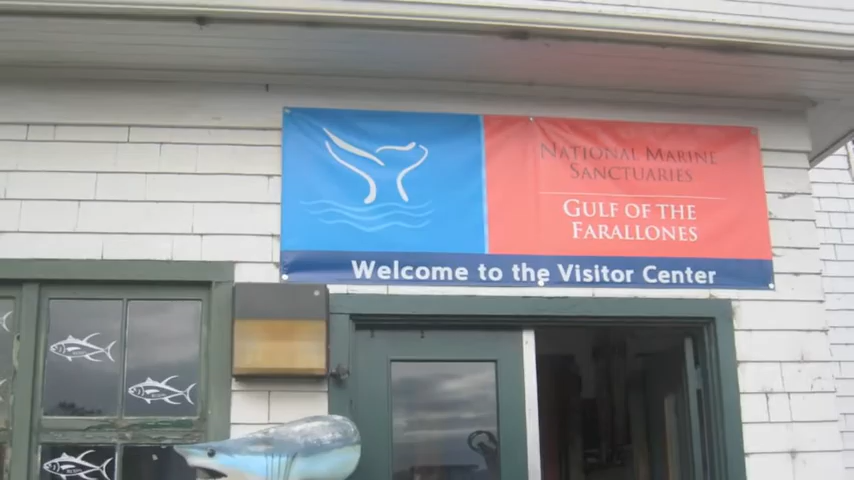 National Marine
Sanctuaries
Gulf of the
Farallones
Welcome to the Visitor Center